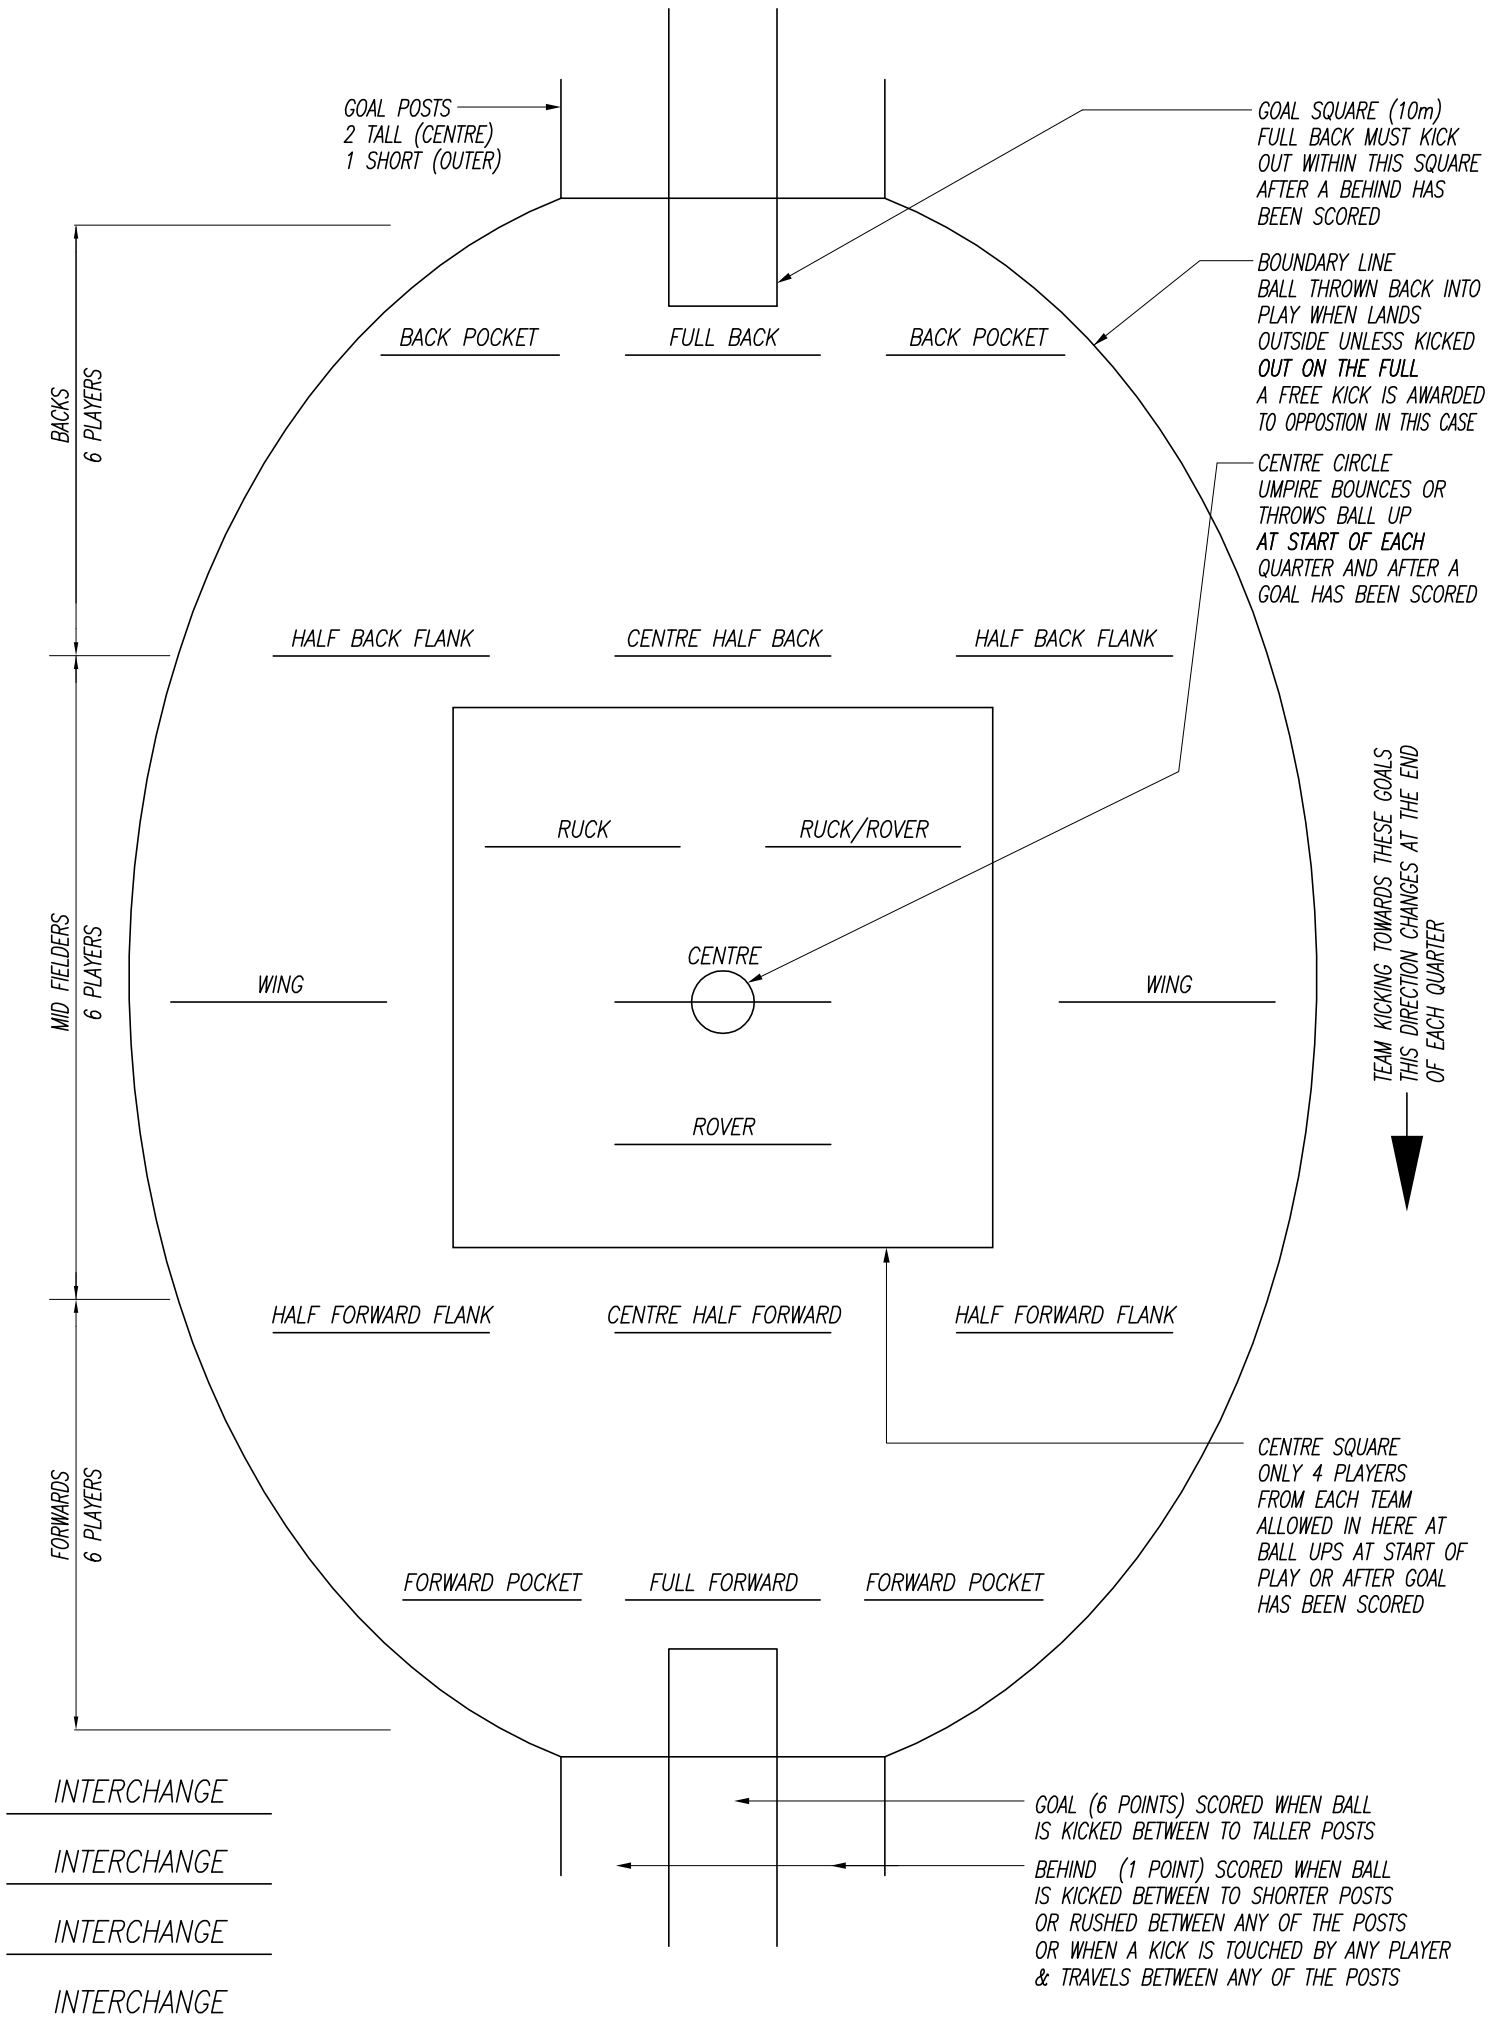 GOAL POSTS
2 TALL (CENTRE)
1 SHORT (OUTER)
GOAL SQUARE (10m)
FULL BACK MUST KICK
OUT WITHIN THIS SQUARE
AFTER A BEHIND HAS
BEEN SCORED
BOUNDARY LINE
BALL THROWN BACK INTO
PLAY WHEN LANDS
OUTSIDE UNLESS KICKED
OUT ON THE FULL
A FREE KICK IS AWARDED
TO OPPOSTION IN THIS CASE
CENTRE CIRCLE
UMPIRE BOUNCES OR
THROWS BALL UP
AT START OF EACH
QUARTER AND AFTER A
GOAL HAS BEEN SCORED
BACK POCKET FULL BACK BACK POCKET
BACKS
6 PLAYERS
HALF BACK FLANK CENTRE HALF BACK HALF BACK FLANK
RUCK RUCK/ROVER
CENTRE
WING WING
ROVER
MID FIELDERS
6 PLAYERS
TEAM KICKING TOWARDS THESE GOALS
THIS DIRECTION CHANGES AT THE END
OF EACH QUARTER
HALF FORWARD FLANK CENTRE HALF FORWARD HALF FORWARD FLANK
FORWARDS
6 PLAYERS
CENTRE SQUARE
ONLY 4 PLAYERS
FROM EACH TEAM
ALLOWED IN HERE AT
BALL UPS AT START OF
PLAY OR AFTER GOAL
HAS BEEN SCORED
FORWARD POCKET FULL FORWARD FORWARD POCKET
INTERCHANGE
INTERCHANGE
INTERCHANGE
INTERCHANGE
GOAL (6 POINTS) SCORED WHEN BALL
IS KICKED BETWEEN TO TALLER POSTS
BEHIND (1 POINT) SCORED WHEN BALL
IS KICKED BETWEEN TO SHORTER POSTS
OR RUSHED BETWEEN ANY OF THE POSTS
OR WHEN A KICK IS TOUCHED BY ANY PLAYER
& TRAVELS BETWEEN ANY OF THE POSTS